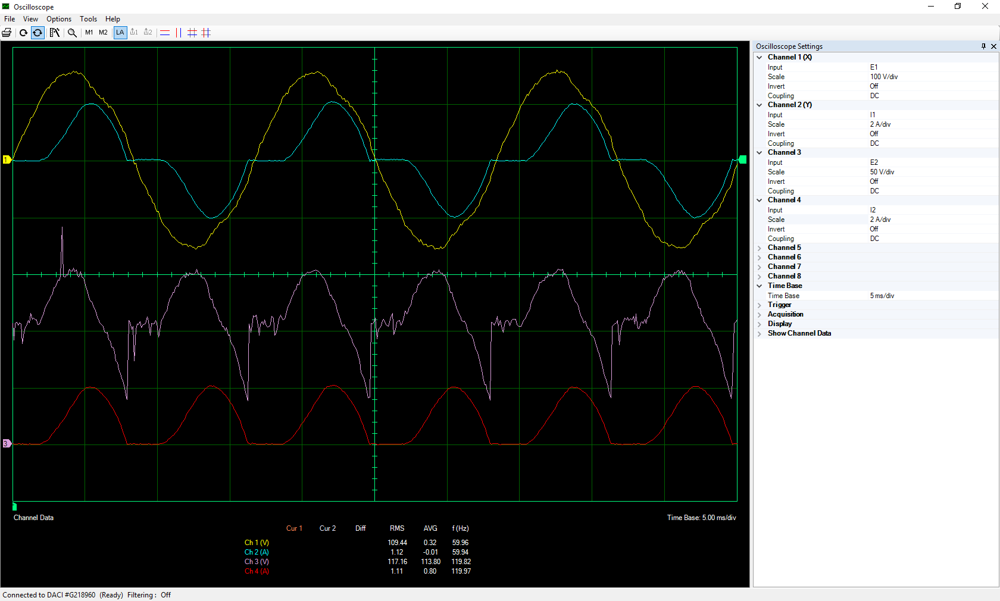 Oscilloscope
File View Options Tools Help
M1 M2 LA 1 2
Oscilloscope Settings
Channel 1 (X)
Input E1
Scale 100 V/div
Invert Off
Coupling DC
Channel 2 (Y)
Input I1
Scale 2 A/div
Invert Off
Coupling DC
Channel 3
Input E2
Scale 50 V/div
Invert Off
Coupling DC
Channel 4
Input I2
Scale 2 A/div
Invert Off
Coupling DC
Channel 5
Channel 6
Channel 7
Channel 8
Time Base
Time Base 5 ms/div
Trigger
Acquisition
Display
Show Channel Data
1
3
Channel Data Time Base: 5.00 ms/div
Cur 1 Cur 2 Diff RMS AVG f (Hz)
Ch 1 (V) 109.44 0.32 59.96
Ch 2 (A) 1.12 -0.01 59.94
Ch 3 (V) 117.16 113.80 119.82
Ch 4 (A) 1.11 0.80 119.97
Connected to DACI #G218960 (Ready) Filtering : Off